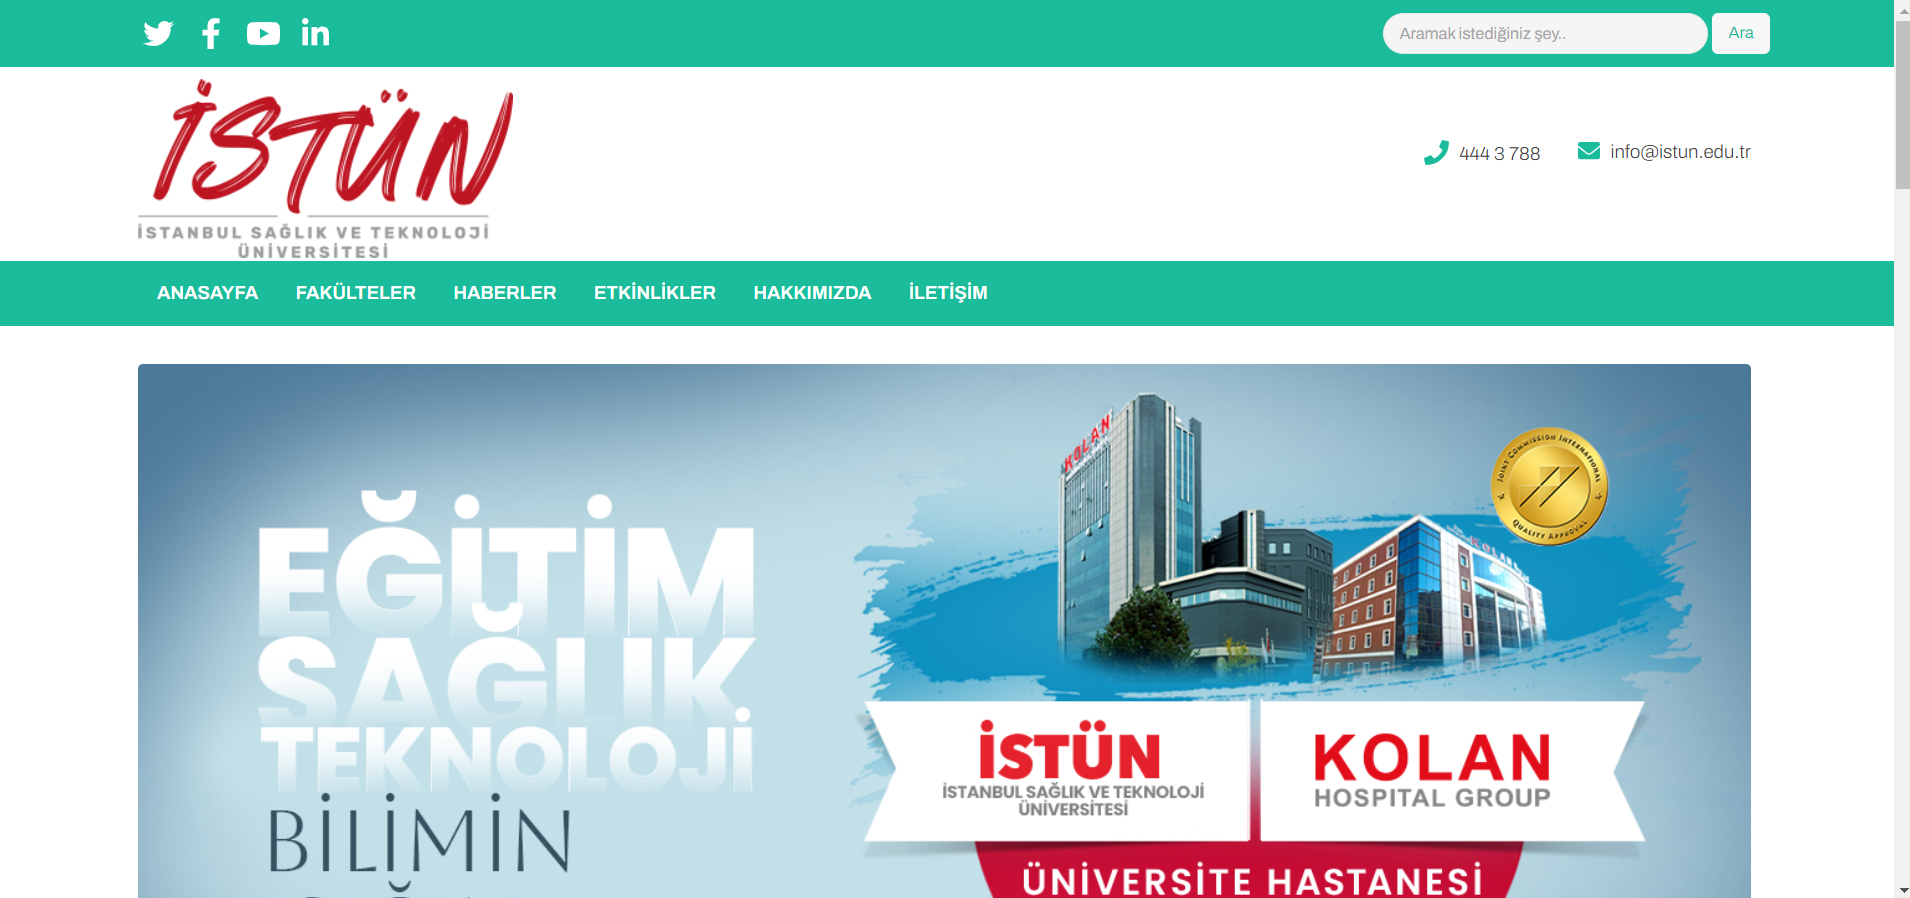 Aramak istediğiniz şey..
Ara
İSTÜN
İSTANBUL SAĞLIK VE TEKNOLOJİ
ÜNİVERSİTESİ
444 3 788
info@istun.edu.tr
ANASAYFA FAKÜLTELER HABERLER ETKİNLİKLER HAKKIMIZDA İLETİŞİM
EĞİTİM
SAĞLIK
TEKNOLOJİ
BİLİMİN
KOLAN
KOLAN
JOINT COMMISSION INTERNATIONAL
QUALITY APPROVAL
İSTÜN
İSTANBUL SAĞLIK VE TEKNOLOJİ
ÜNİVERSİTESİ
KOLAN
HOSPITAL GROUP
ÜNİVERSİTE HASTANESİ